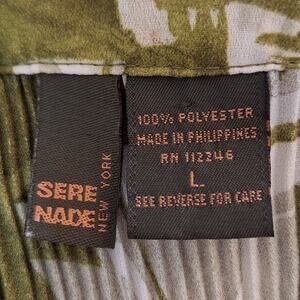 SERE
NADE
NEW YORK
100% POLYESTER
MADE IN PHILIPPINES
RN 112246
L
SEE REVERSE FOR CARE